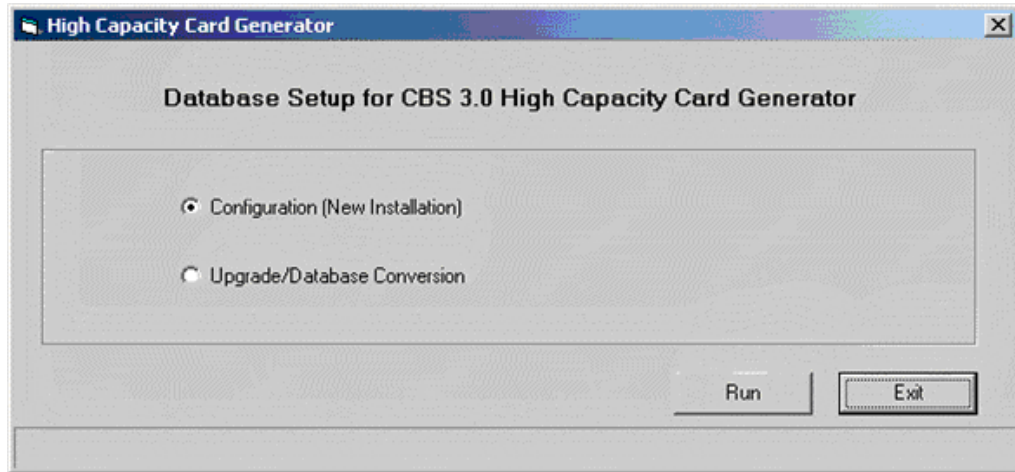 High Capacity Card Generator
Database Setup for CBS 3.0 High Capacity Card Generator
Configuration (New Installation)
Upgrade/Database Conversion
Run Exit